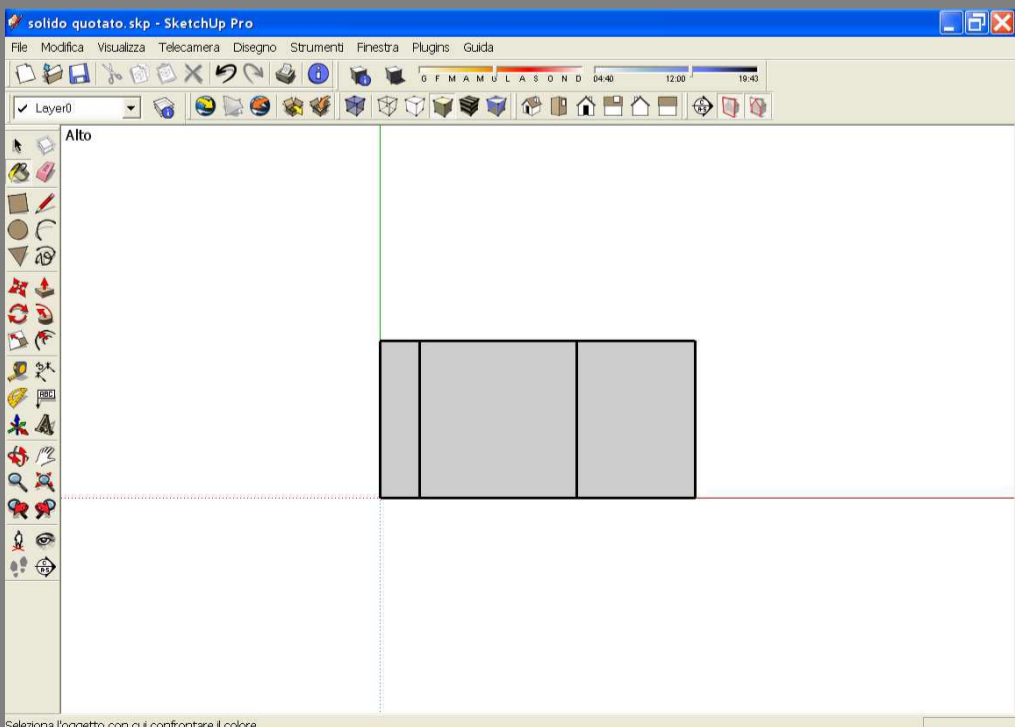 solido quotato.skp - SketchUp Pro
File Modifica Visualizza Telecamera Disegno Strumenti Finestra Plugins Guida
G F M A M U L A S O N D 04:40 12:00 19:43
Layer0
Alto
ABC
Seleziona l'oggetto con cui confrontare il colore